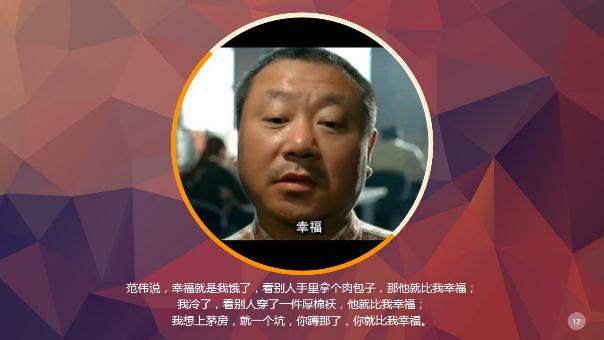 幸福
范伟说，幸福就是我饿了，看别人手里拿个肉包子，那他就比我幸福；
我冷了，看别人穿了一件厚棉袄，他就比我幸福；
我想上茅房，就一个坑，你蹲那了，你就比我幸福。
17